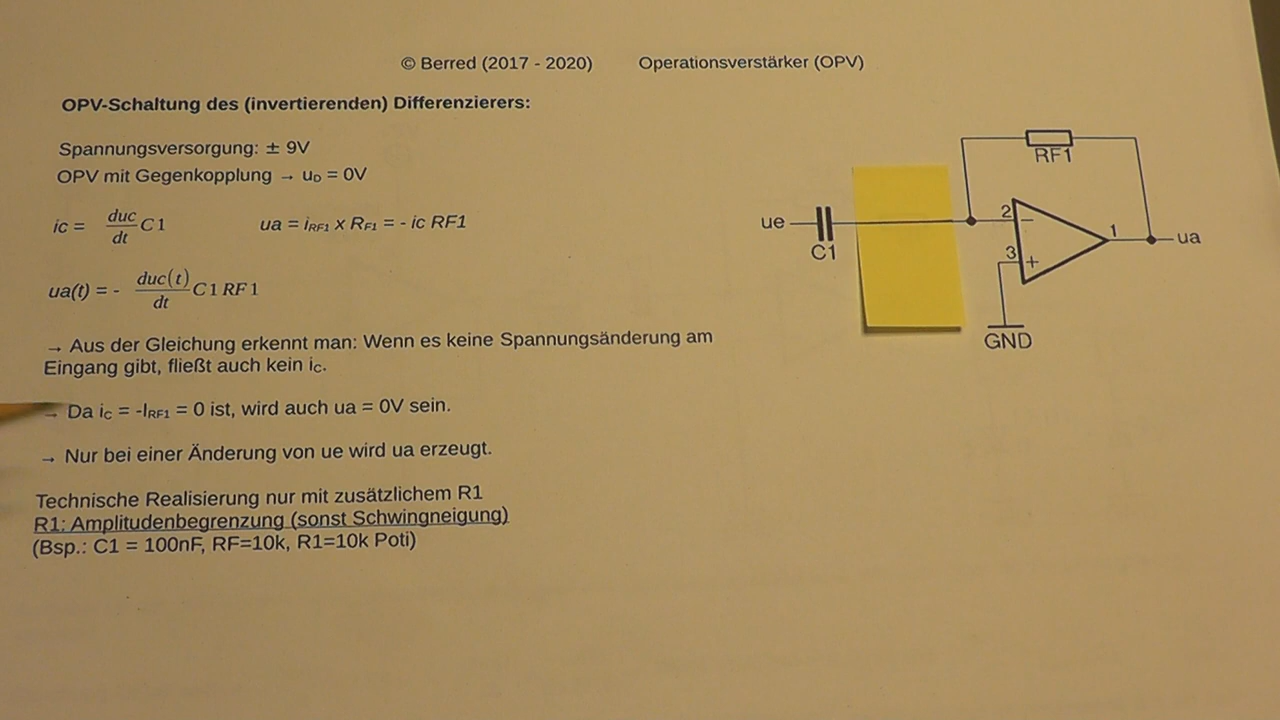 © Berred (2017 - 2020) Operationsverstärker (OPV)
OPV-Schaltung des (invertierenden) Differenzierers:
Spannungsversorgung: ± 9V
OPV mit Gegenkopplung → uD = 0V
ic = duc/dt C1 ua = iRF1 x RF1 = - ic RF1
ua(t) = - duc(t)/dt C1 RF1
→ Aus der Gleichung erkennt man: Wenn es keine Spannungsänderung am
Eingang gibt, fließt auch kein iC.
→ Da iC = -IRF1 = 0 ist, wird auch ua = 0V sein.
→ Nur bei einer Änderung von ue wird ua erzeugt.
Technische Realisierung nur mit zusätzlichem R1
R1: Amplitudenbegrenzung (sonst Schwingneigung)
(Bsp.: C1 = 100nF, RF=10k, R1=10k Poti)
RF1
ue
C1
2
-
3
+
1
ua
GND